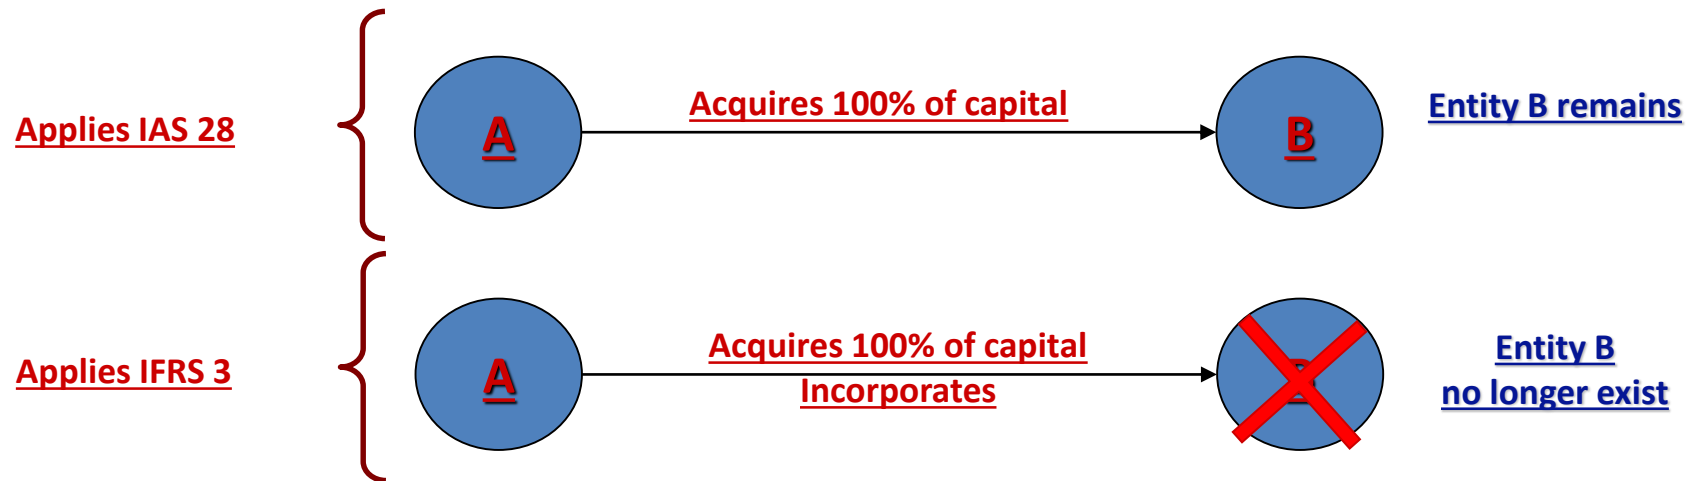 Applies IAS 28
A
Acquires 100% of capital
B
Entity B remains
Applies IFRS 3
A
Acquires 100% of capital
Incorporates
B
Entity B
no longer exist